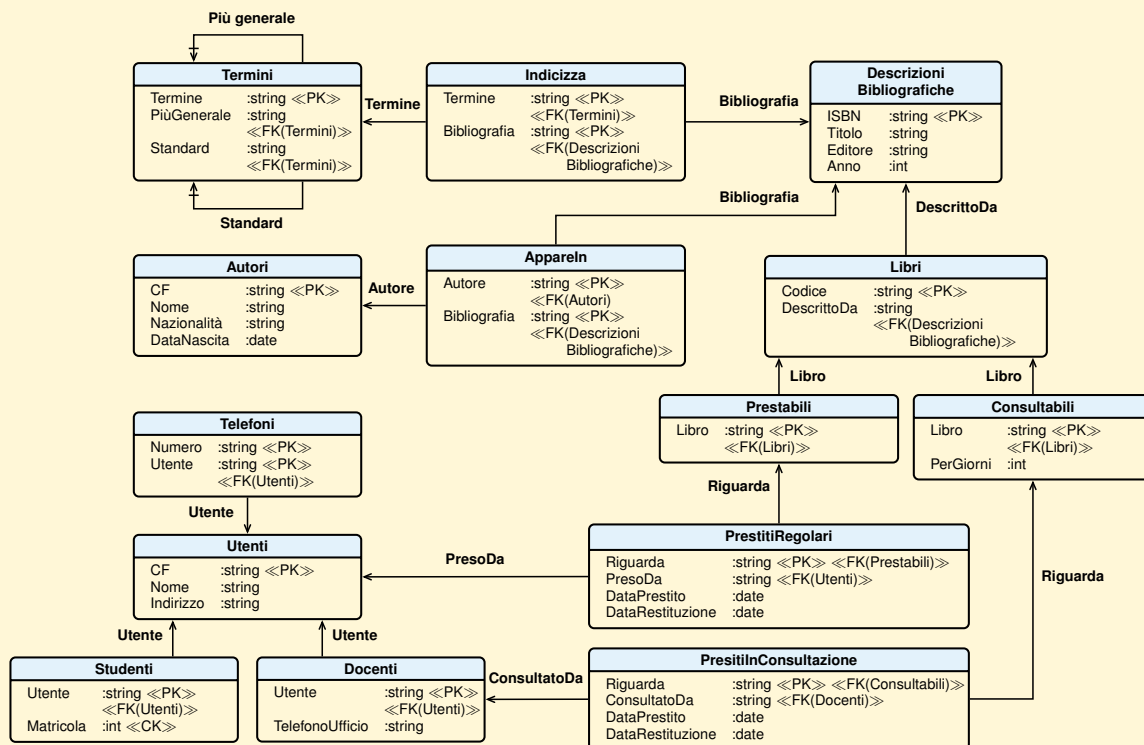 Più generale
Termini
Termine :string ≪PK≫
PiùGenerale :string
≪FK(Termini)≫
Standard :string
≪FK(Termini)≫
Standard
Termine
Indicizza
Termine :string ≪PK≫
≪FK(Termini)≫
Bibliografia :string ≪PK≫
≪FK(Descrizioni
Bibliografiche)≫
Bibliografia
Descrizioni
Bibliografiche
ISBN :string ≪PK≫
Titolo :string
Editore :string
Anno :int
Bibliografia
DescrittoDa
Autori
CF :string ≪PK≫
Nome :string
Nazionalità :string
DataNascita :date
Autore
AppareIn
Autore :string ≪PK≫
≪FK(Autori)
Bibliografia :string ≪PK≫
≪FK(Descrizioni
Bibliografiche)≫
Libri
Codice :string ≪PK≫
DescrittoDa :string
≪FK(Descrizioni
Bibliografiche)≫
Libro
Libro
Telefoni
Numero :string ≪PK≫
Utente :string ≪PK≫
≪FK(Utenti)≫
Utente
Prestabili
Libro :string ≪PK≫
≪FK(Libri)≫
Consultabili
Libro :string ≪PK≫
≪FK(Libri)≫
PerGiorni :int
Riguarda
Utenti
CF :string ≪PK≫
Nome :string
Indirizzo :string
PresoDa
PrestitiRegolari
Riguarda :string ≪PK≫ ≪FK(Prestabili)≫
PresoDa :string ≪FK(Utenti)≫
DataPrestito :date
DataRestituzione :date
Riguarda
Utente
Utente
Studenti
Utente :string ≪PK≫
≪FK(Utenti)≫
Matricola :int ≪CK≫
Docenti
Utente :string ≪PK≫
≪FK(Utenti)≫
TelefonoUfficio :string
ConsultatoDa
PresitiInConsultazione
Riguarda :string ≪PK≫ ≪FK(Consultabili)≫
ConsultatoDa :string ≪FK(Docenti)≫
DataPrestito :date
DataRestituzione :date